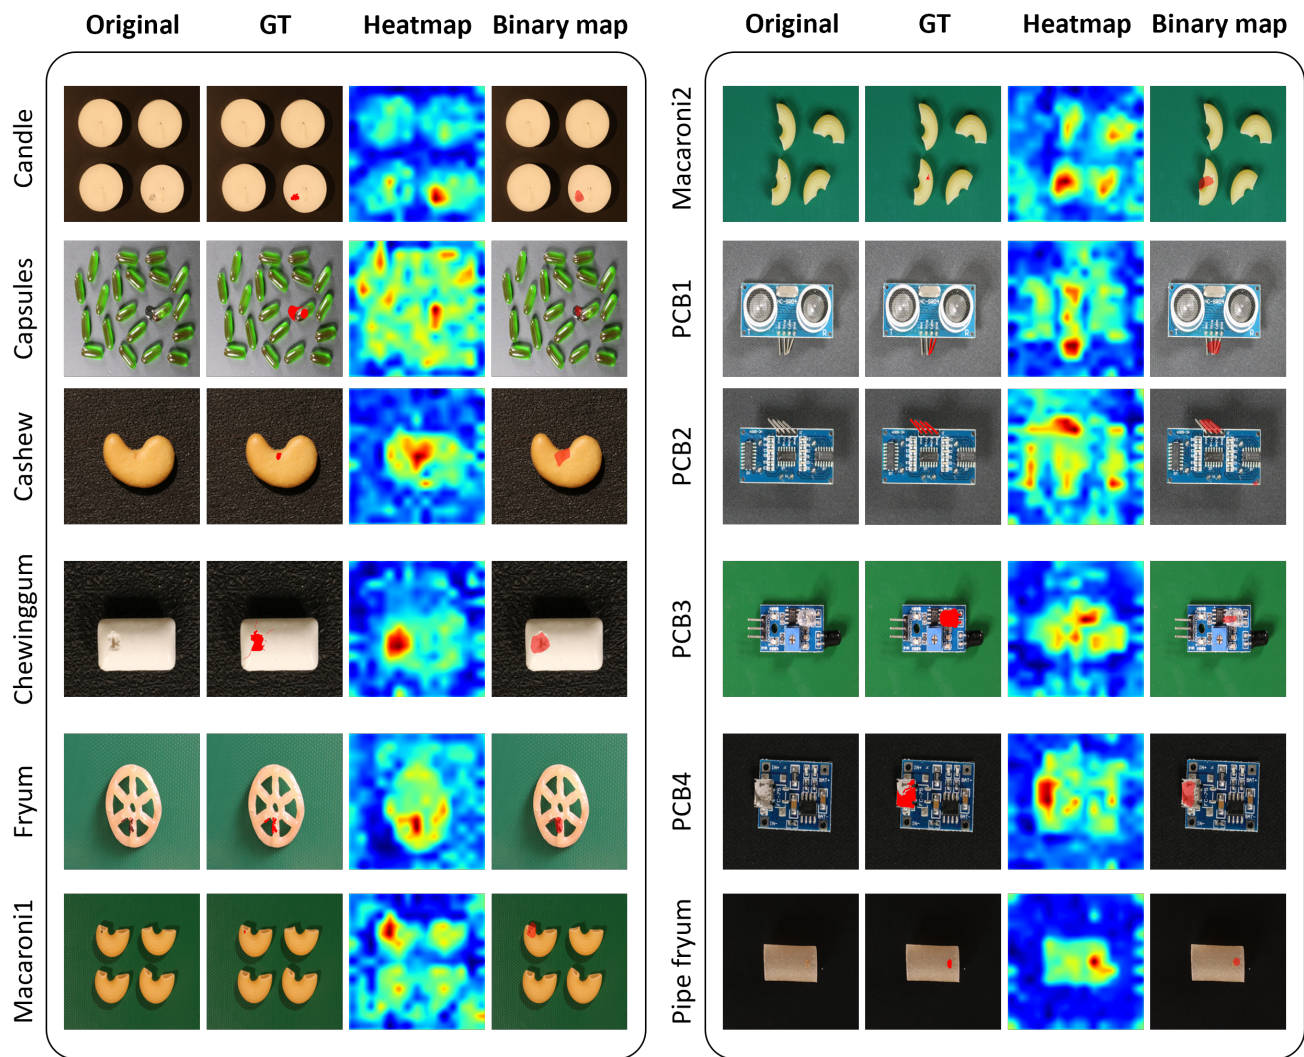 Original GT Heatmap Binary map
Candle
Capsules
Cashew
Chewinggum
Fryum
Macaroni1
Original GT Heatmap Binary map
Macaroni2
PCB1
PCB2
PCB3
PCB4
Pipe fryum